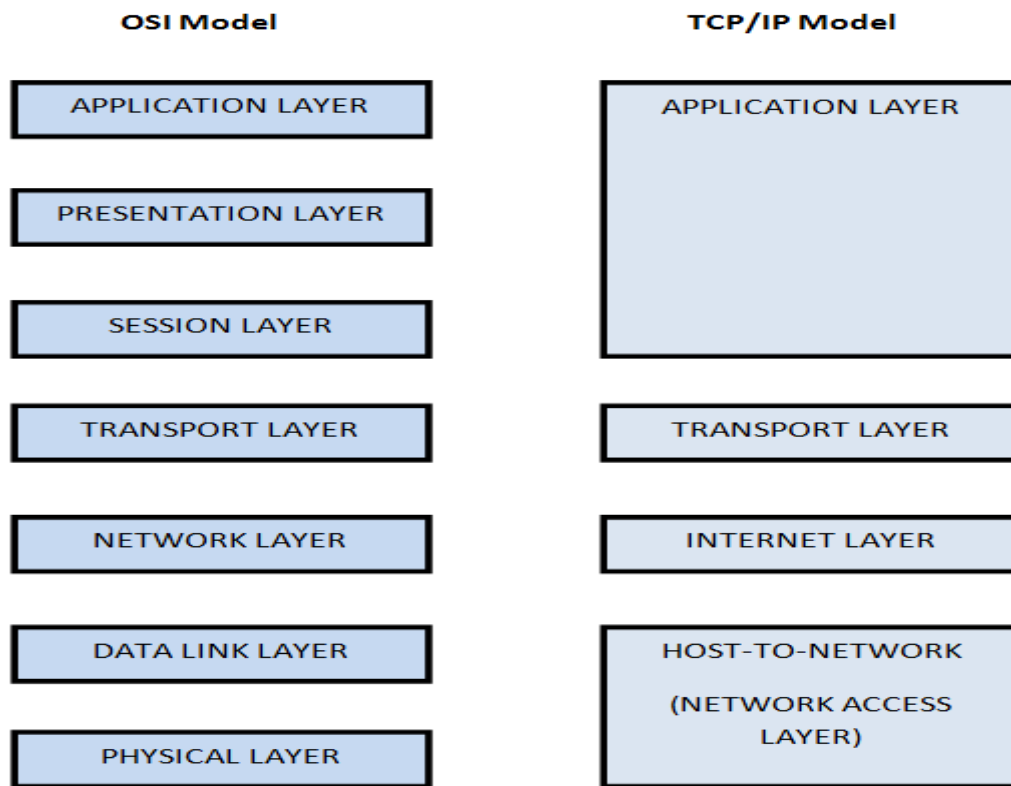 OSI Model
APPLICATION LAYER
PRESENTATION LAYER
SESSION LAYER
TRANSPORT LAYER
NETWORK LAYER
DATA LINK LAYER
PHYSICAL LAYER
TCP/IP Model
APPLICATION LAYER
TRANSPORT LAYER
INTERNET LAYER
HOST-TO-NETWORK
(NETWORK ACCESS
LAYER)